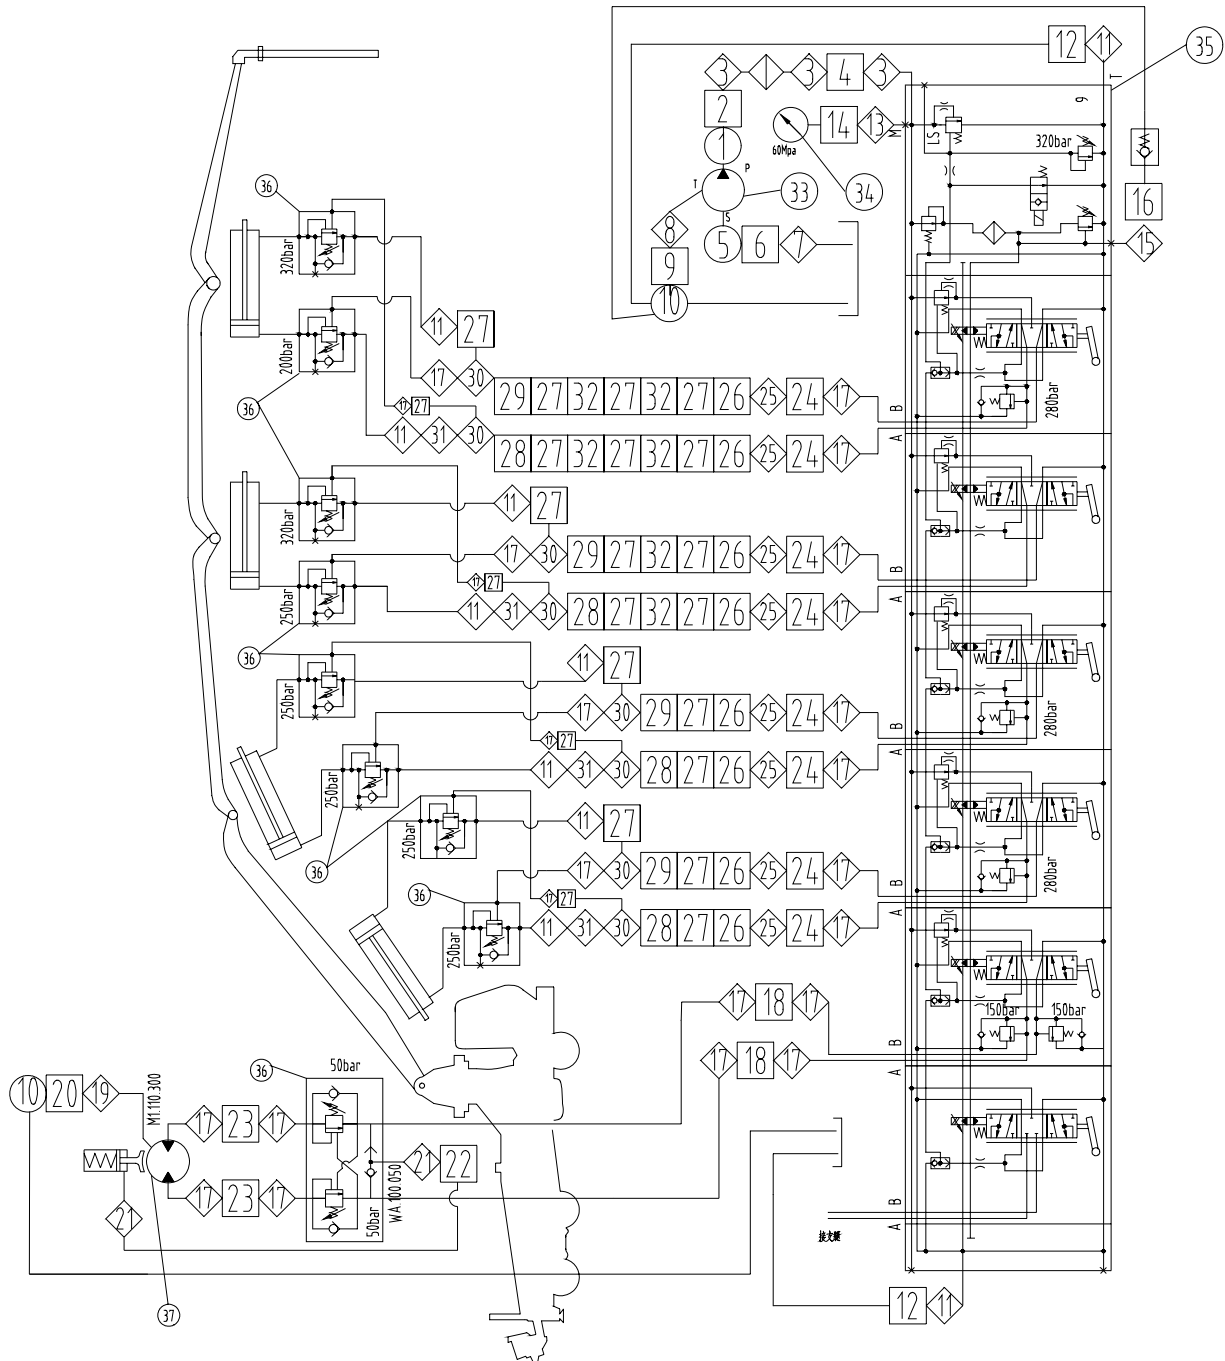 12 11 35
3 3 4 3
T
9
2
M
14 13
60Mpa
LS
320bar
1
P
T
33 34
S
16
36
8
5 6 7
15
320bar
9
10
11 27
200bar
17 30 29 27 32 27 32 27 26 25 24 17 B
280bar
36
17 27
11 31 30 28 27 32 27 32 27 26 25 24 17 A
11 27
320bar
17 30 29 27 32 27 26 25 24 17 B
17 27
250bar
11 31 30 28 27 32 27 26 25 24 17 A
36
11 27
250bar
17 30 29 27 26 25 24 17 B
280bar
17 27
250bar
11 31 30 28 27 26 25 24 17 A
250bar
11 27
36
17 30 29 27 26 25 24 17 B
280bar
36
17 27
250bar
11 31 30 28 27 26 25 24 17 A
17 18 17
150bar 150bar
B
36
50bar
17 18 17
A
10 20 19
M1.110.300
17 23 17
21 22
17 23 17
50bar
WA.100.050
21
B
A
接支腿
37
12 11